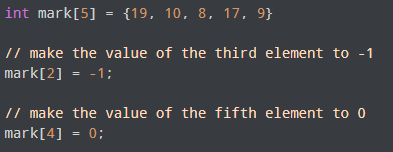 int mark[5] = {19, 10, 8, 17, 9}
// make the value of the third element to -1
mark[2] = -1;
// make the value of the fifth element to 0
mark[4] = 0;